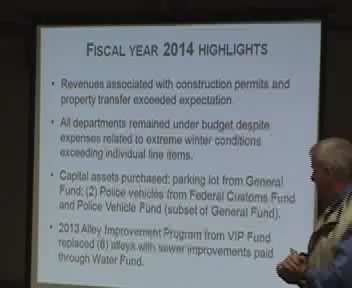 FISCAL YEAR 2014 HIGHLIGHTS
• Revenues associated with construction permits and
property transfer exceeded expectation.
• All departments remained under budget despite
expenses related to extreme winter conditions
exceeding individual line items.
• Capital assets purchased; parking lot from General
Fund; (2) Police vehicles from Federal Customs Fund
and Police Vehicle Fund (subset of General Fund).
• 2013 Alley Improvement Program from VIP Fund
replaced (6) alleys with sewer improvements paid
through Water Fund.